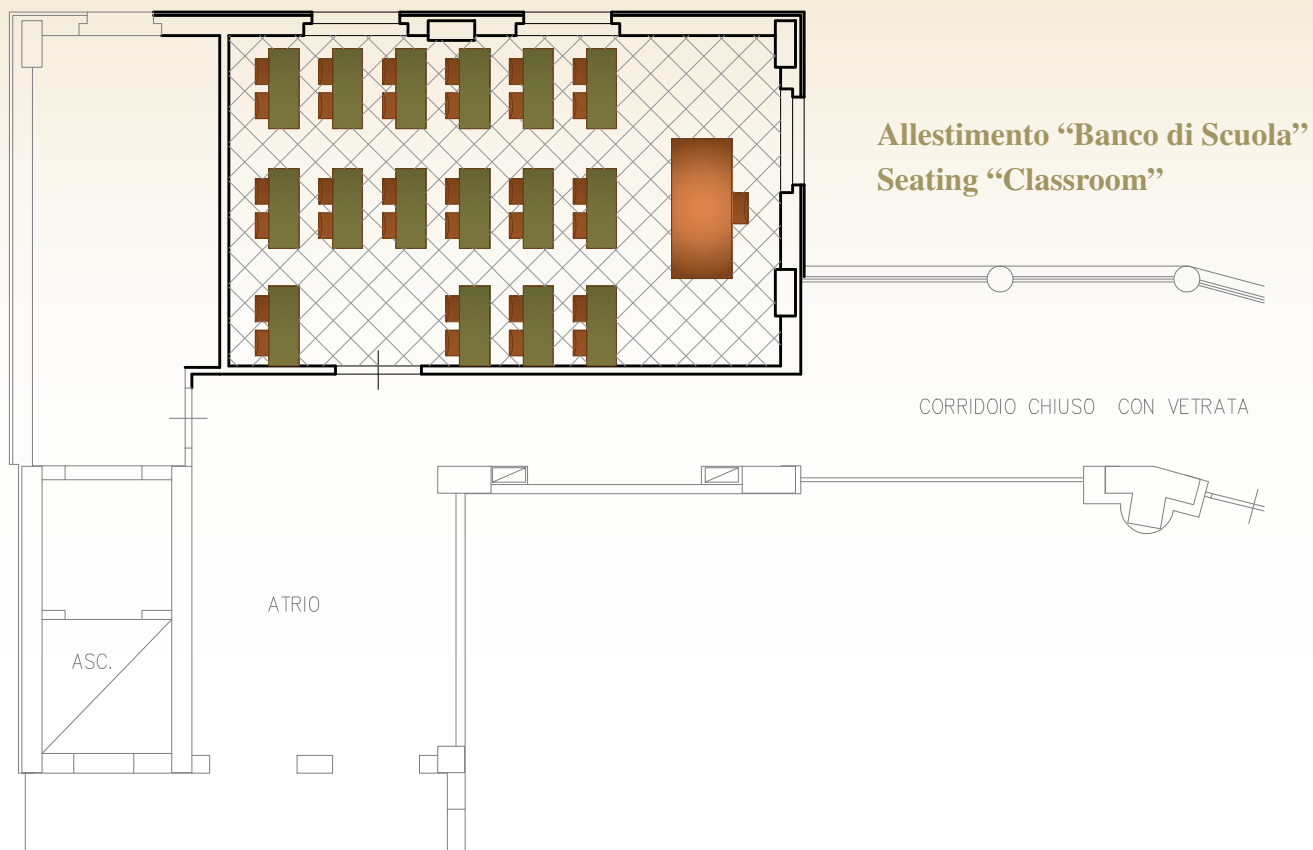 Allestimento “Banco di Scuola”
Seating “Classroom”
CORRIDOIO CHIUSO CON VETRATA
ATRIO
ASC.